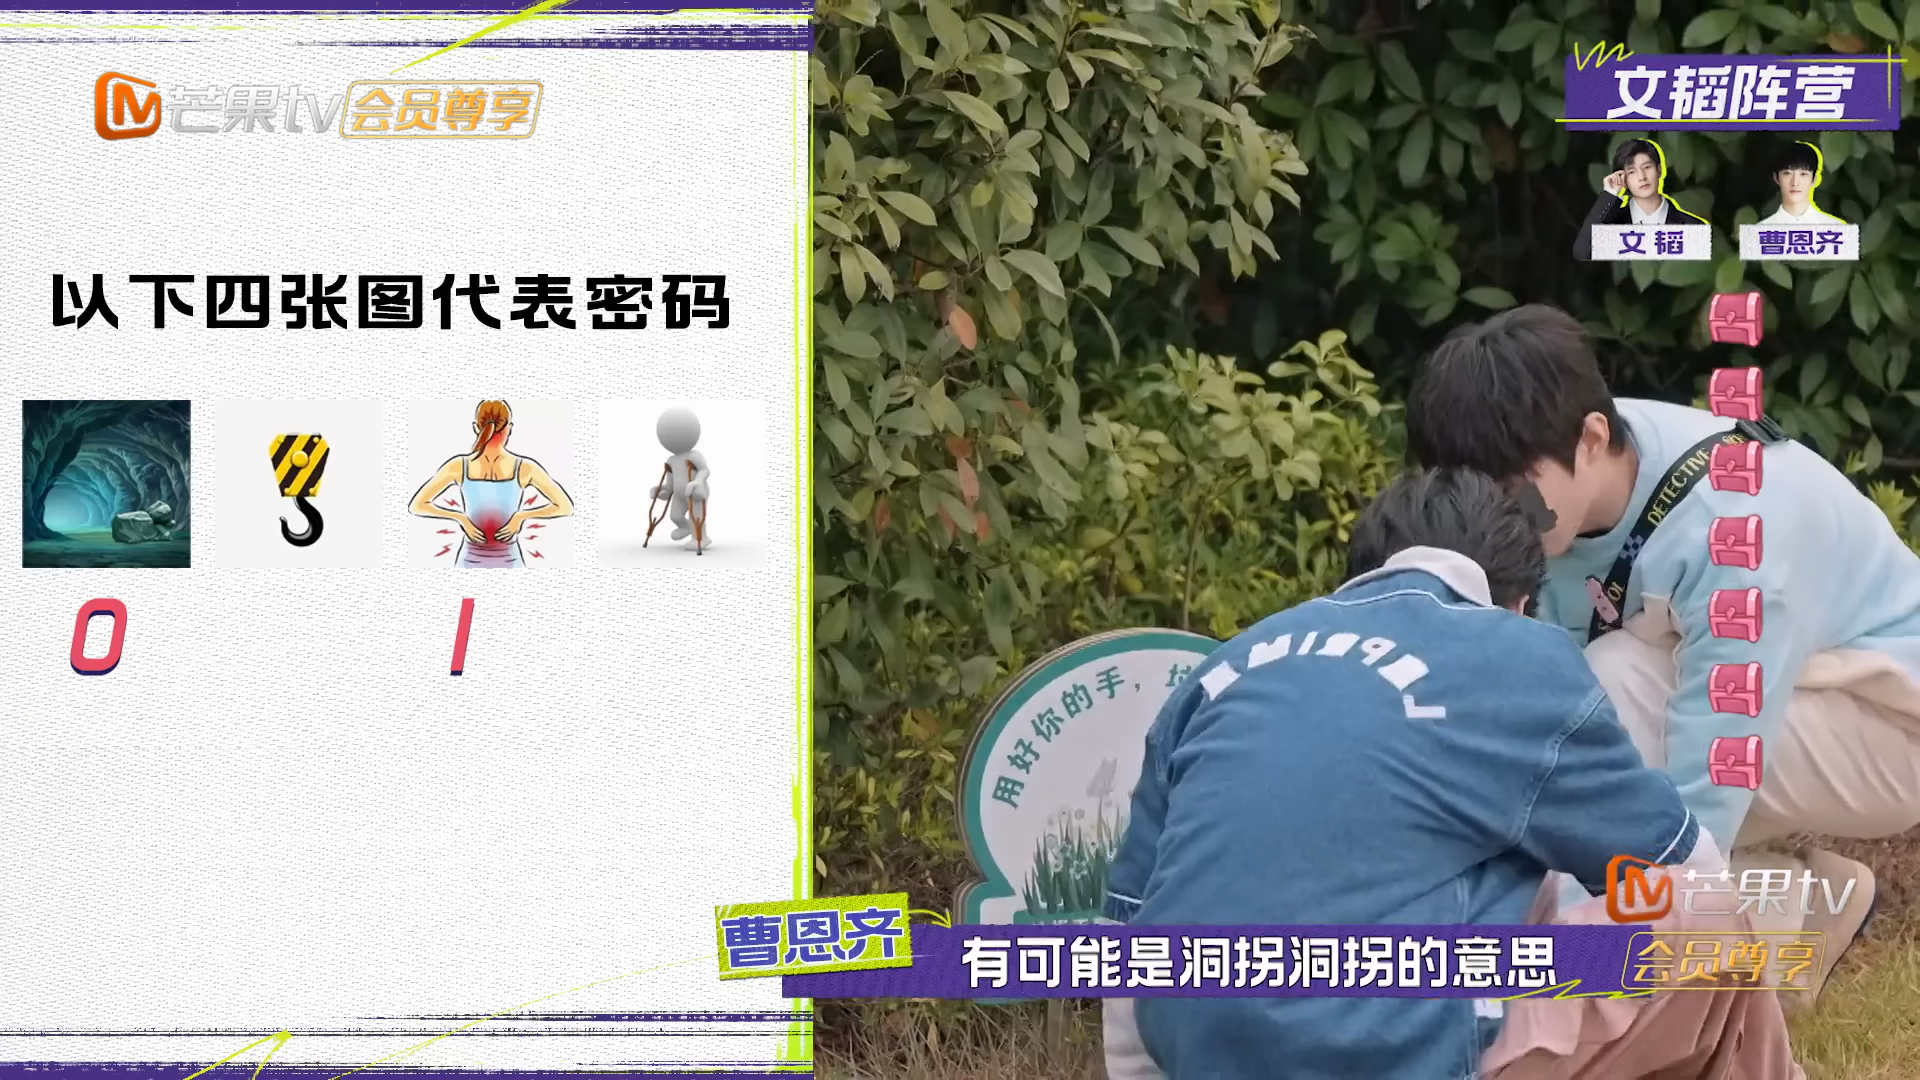 芒果tv会员尊享
以下四张图代表密码
0
1
文韬阵营
文韬
曹恩齐
DETECTIVE
用好你的手,
曹恩齐
有可能是洞拐洞拐的意思
芒果tv
会员尊享